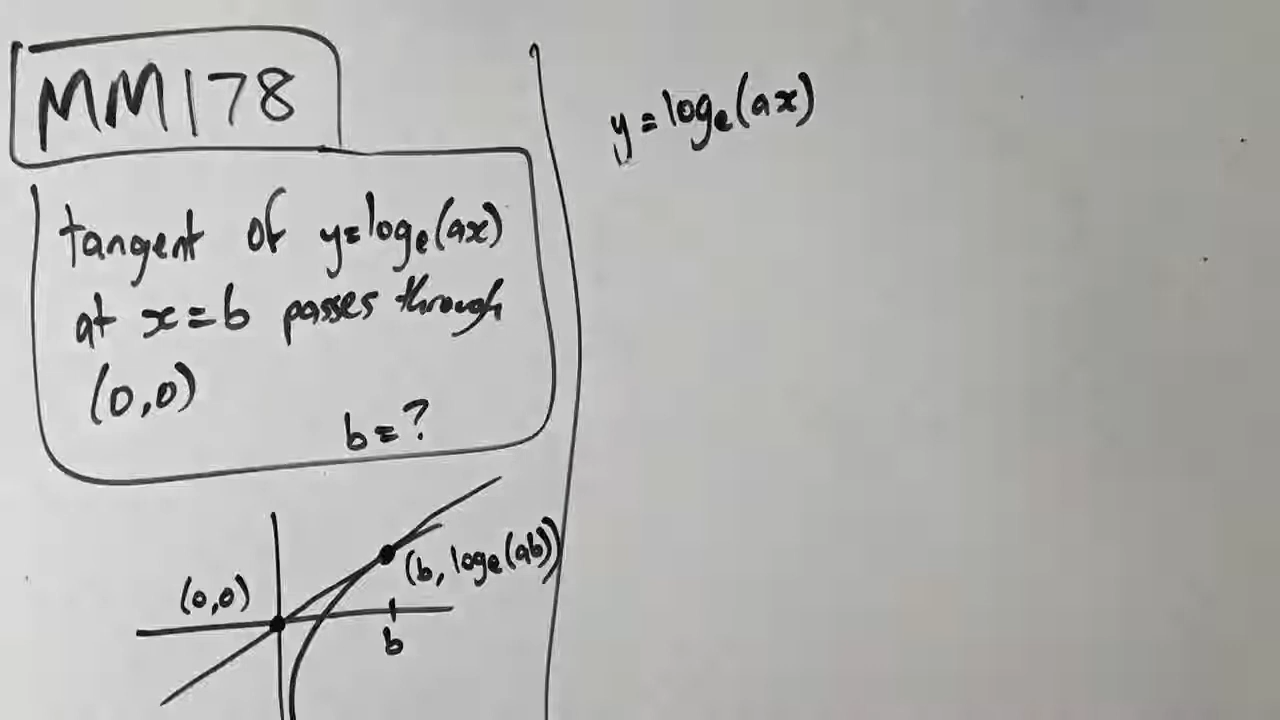 MM178
tangent of y=logₑ(ax)
at x=b passes through
(0,0)
b=?
(0,0)
(b, logₑ(ab))
b
y=logₑ(ax)